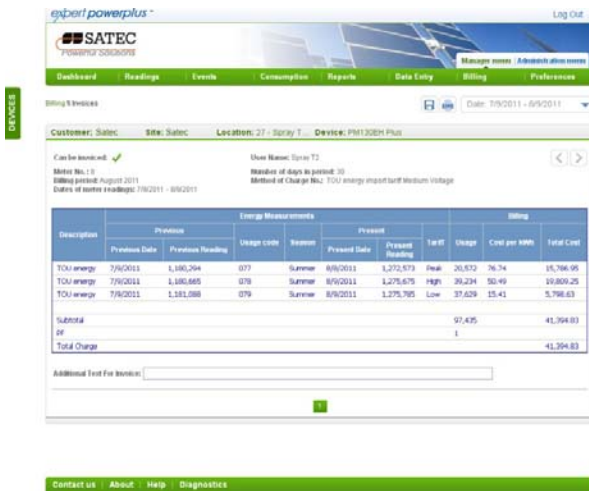 expert powerplus
Log Out
SATEC
Powerful Solutions
Manager menu Administration menu
Dashboard Readings Events Consumption Reports Data Entry Billing Preferences
DEVICES
Billing \ Invoices
Date: 7/9/2011 - 8/9/2011
Customer: Satec Site: Satec Location: 27 - Spray T... Device: PM130EH Plus
Can be invoiced:
User Name: Spray T2
Meter No.: 9
Number of days in period: 30
Billing period: August 2011
Method of Charge No.: TOU energy import tariff Medium Voltage
Dates of meter readings: 7/9/2011 - 8/9/2011
Energy Measurements Billing
Description Previous Usage code Season Present Tariff Usage Cost per kWh Total Cost
Previous Date Previous Reading Present Date Present Reading
TOU energy 7/9/2011 1,180,294 077 Summer 8/9/2011 1,272,573 Peak 20,572 76.74 15,786.95
TOU energy 7/9/2011 1,180,665 078 Summer 8/9/2011 1,275,675 High 39,234 50.49 19,809.25
TOU energy 7/9/2011 1,181,088 079 Summer 8/9/2011 1,275,785 Low 37,629 15.41 5,798.63
Subtotal 97,435 41,394.83
PF 1
Total Charge 41,394.83
Additional Text For Invoice:
1
Contact us About Help Diagnostics